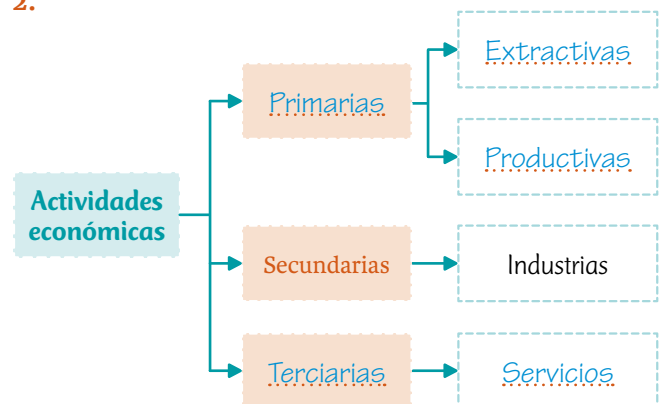 2.
Extractivas
Primarias
Productivas
Actividades
económicas
Secundarias
Industrias
Terciarias
Servicios